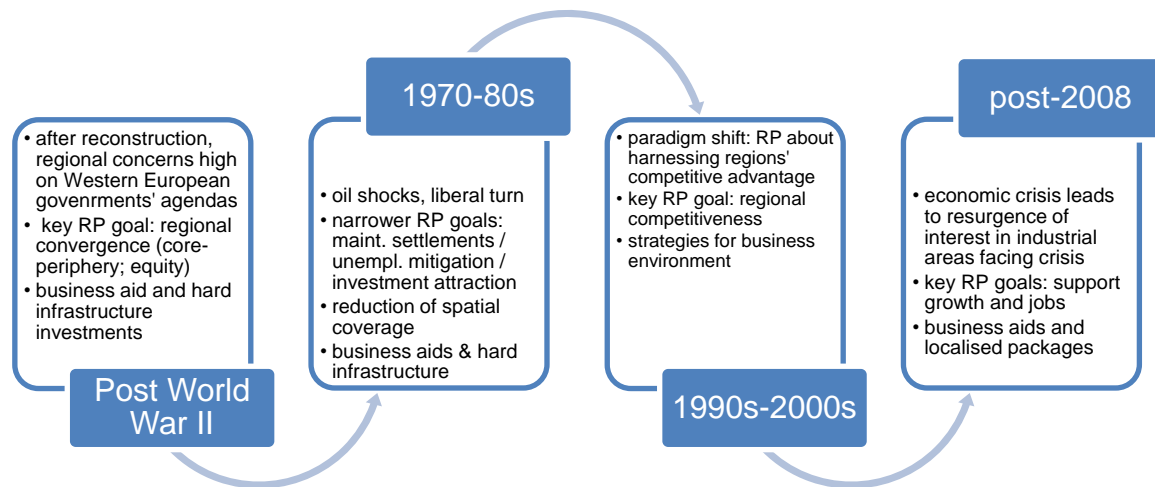 • after reconstruction,
regional concerns high
on Western European
govenrments' agendas
• key RP goal: regional
convergence (core-
periphery; equity)
• business aid and hard
infrastructure
investments
Post World
War II
1970-80s
• oil shocks, liberal turn
• narrower RP goals:
maint. settlements /
unempl. mitigation /
investment attraction
• reduction of spatial
coverage
• business aids & hard
infrastructure
• paradigm shift: RP about
harnessing regions'
competitive advantage
• key RP goal: regional
competitiveness
• strategies for business
environment
1990s-2000s
post-2008
• economic crisis leads
to resurgence of
interest in industrial
areas facing crisis
• key RP goals: support
growth and jobs
• business aids and
localised packages